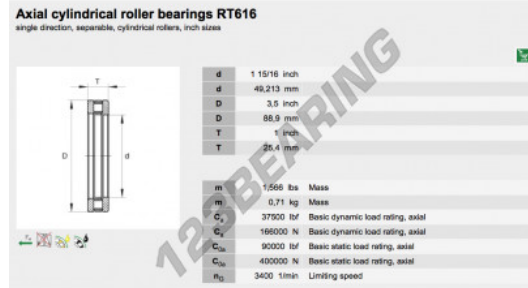 Axial cylindrical roller bearings RT616
single direction, separable, cylindrical rollers, inch sizes
T
D
d
d 1 15/16 inch
d 49,213 mm
D 3,5 inch
D 88,9 mm
T 1 inch
T 25,4 mm
m 1,566 lbs Mass
m 0,71 kg Mass
Ca 37500 lbf Basic dynamic load rating, axial
Ca 166000 N Basic dynamic load rating, axial
C0a 90000 lbf Basic static load rating, axial
C0a 400000 N Basic static load rating, axial
nG 3400 1/min Limiting speed
123BEARING